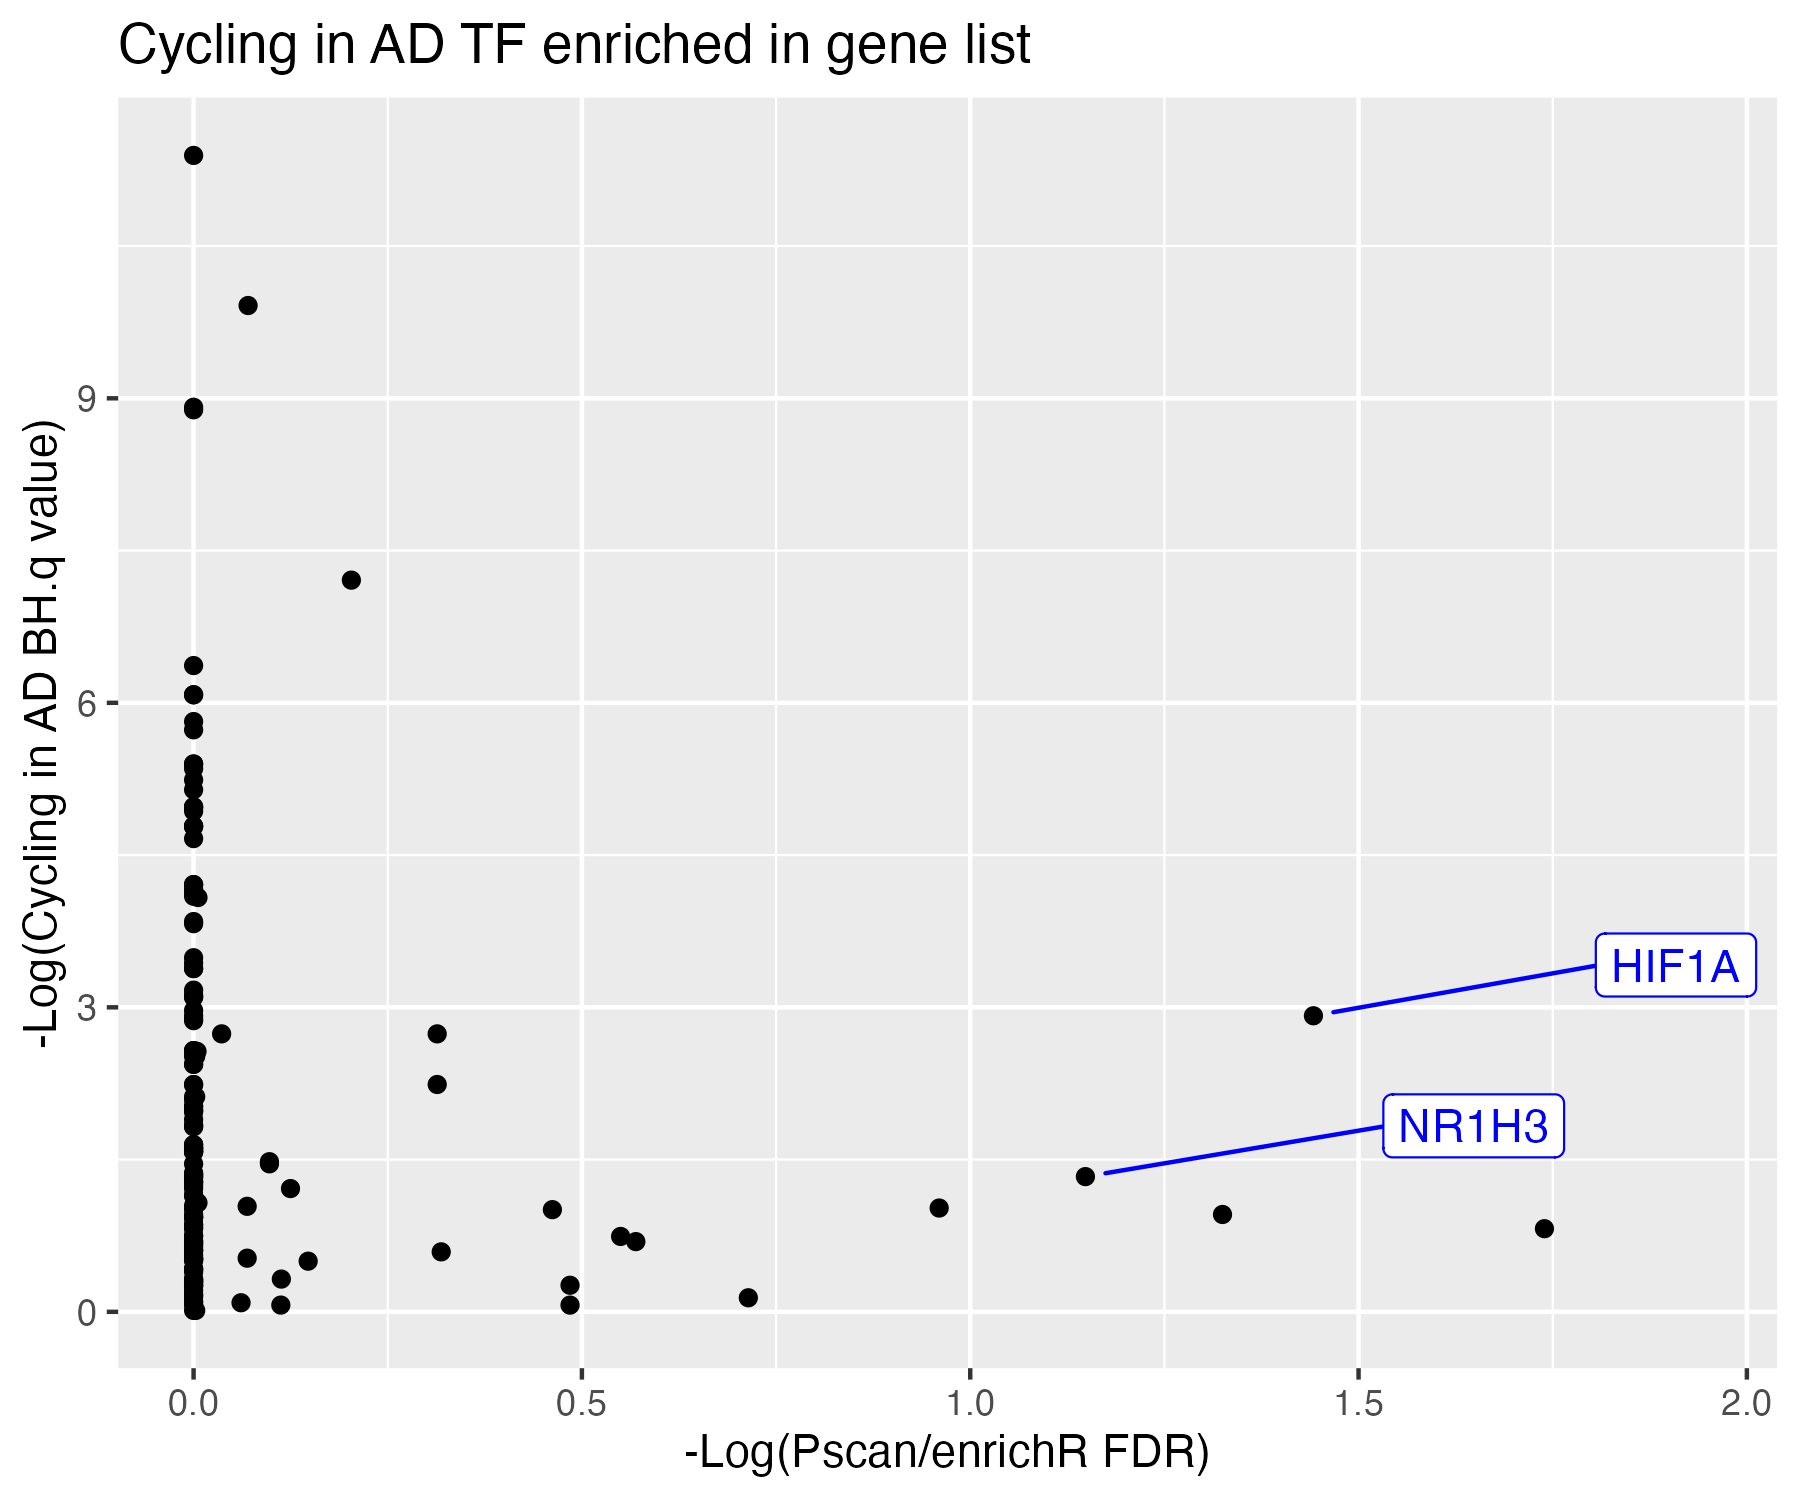 Cycling in AD TF enriched in gene list
-Log(Cycling in AD BH.q value)
9
6
3
0
HIF1A
NR1H3
0.0
0.5
1.0
1.5
2.0
-Log(Pscan/enrichR FDR)